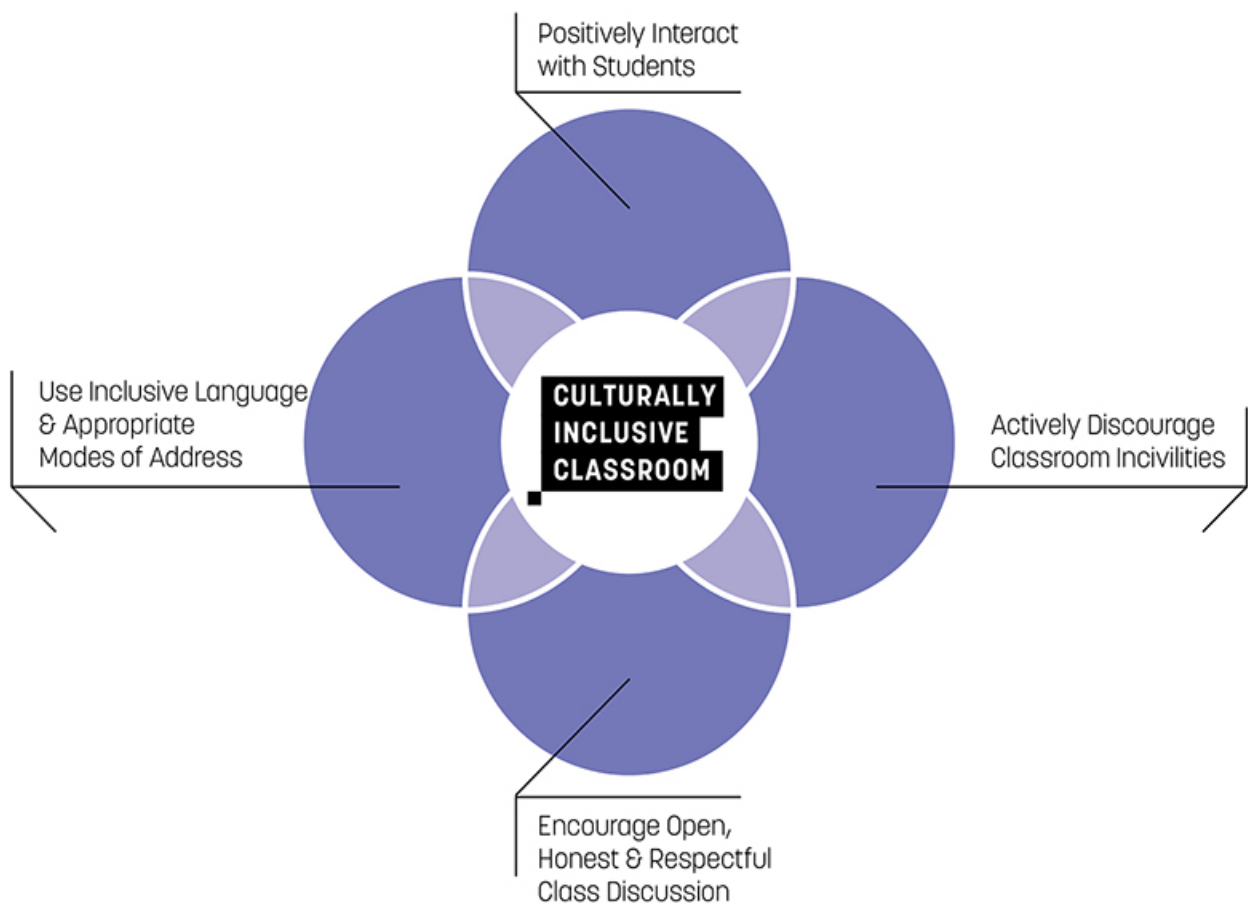 Positively Interact
with Students
Use Inclusive Language
& Appropriate
Modes of Address
CULTURALLY
INCLUSIVE
CLASSROOM
Actively Discourage
Classroom Incivilities
Encourage Open,
Honest & Respectful
Class Discussion